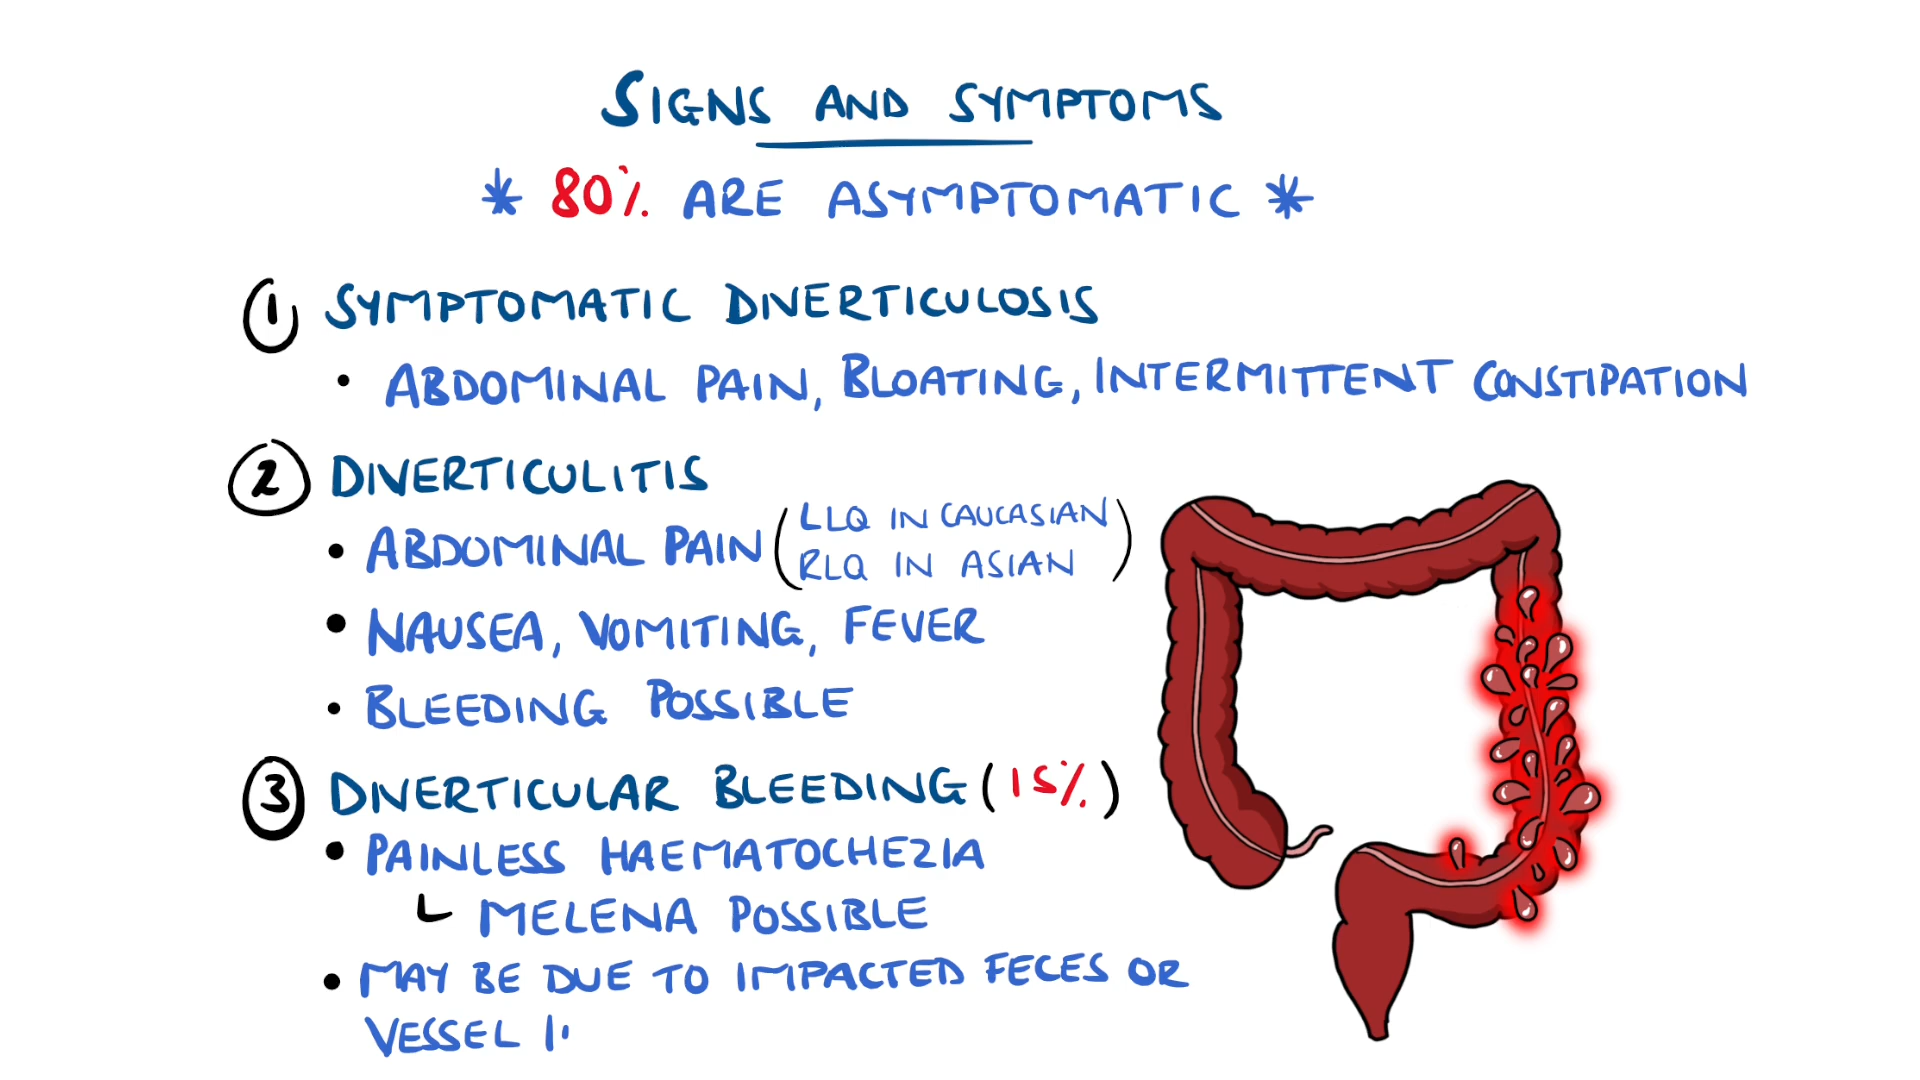 SIGNS AND SYMPTOMS
* 80% ARE ASYMPTOMATIC *
1 SYMPTOMATIC DIVERTICULOSIS
• ABDOMINAL PAIN, BLOATING, INTERMITTENT CONSTIPATION
2 DIVERTICULITIS
• ABDOMINAL PAIN (LLQ IN CAUCASIAN
RLQ IN ASIAN)
• NAUSEA, VOMITING, FEVER
• BLEEDING POSSIBLE
3 DIVERTICULAR BLEEDING (15%)
• PAINLESS HAEMATOCHEZIA
MELENA POSSIBLE
• MAY BE DUE TO IMPACTED FECES OR
VESSEL